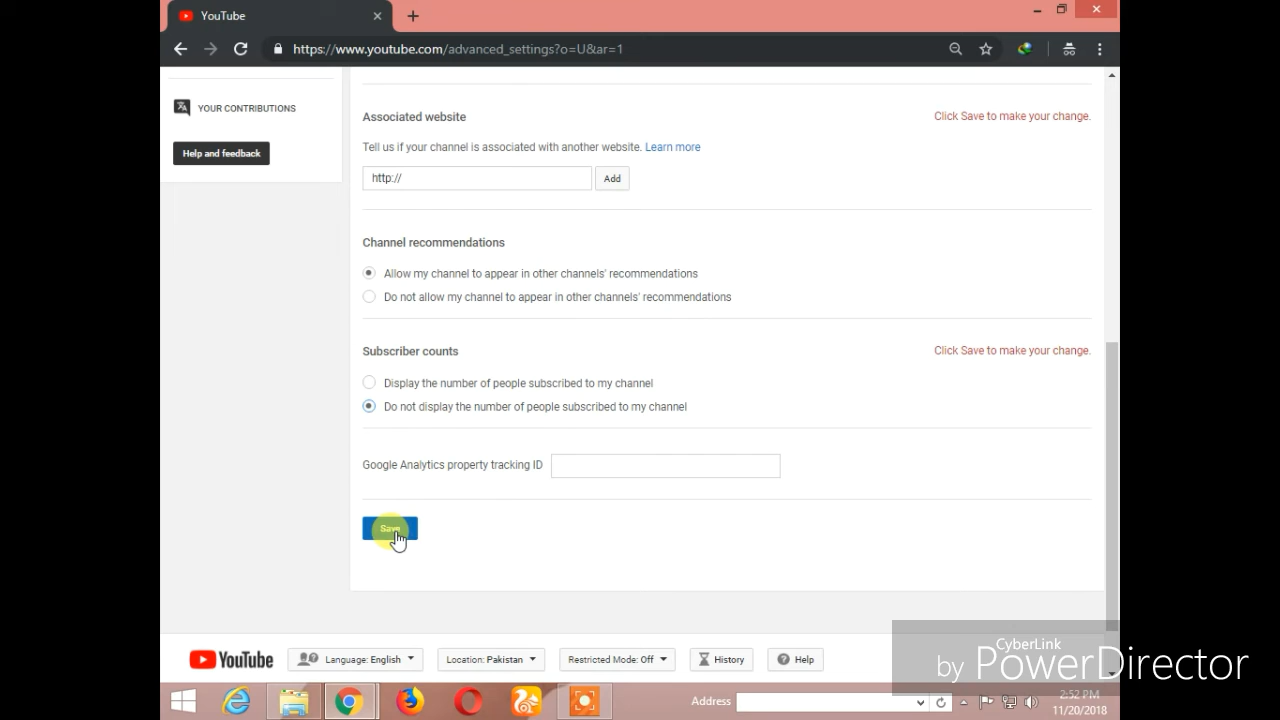 YouTube
https://www.youtube.com/advanced_settings?o=U&ar=1
YOUR CONTRIBUTIONS
Help and feedback
Associated website
Click Save to make your change.
Tell us if your channel is associated with another website. Learn more
http://
Add
Channel recommendations
Allow my channel to appear in other channels' recommendations
Do not allow my channel to appear in other channels' recommendations
Subscriber counts
Click Save to make your change.
Display the number of people subscribed to my channel
Do not display the number of people subscribed to my channel
Google Analytics property tracking ID
Save
YouTube
Language: English
Location: Pakistan
Restricted Mode: Off
History
Help
CyberLink
by PowerDirector
Address
2:52 PM
11/20/2018